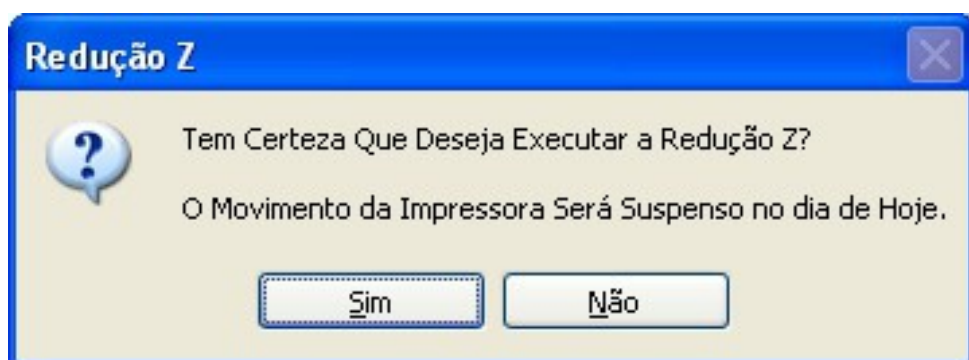 Redução Z
Tem Certeza Que Deseja Executar a Redução Z?
O Movimento da Impressora Será Suspenso no dia de Hoje.
Sim
Não